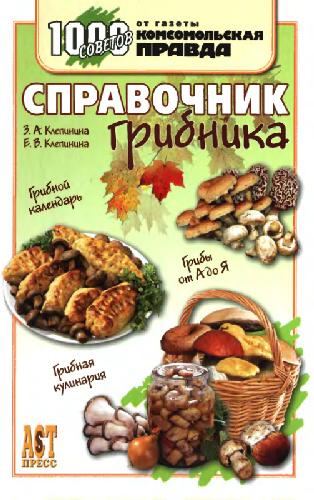 1000
СОВЕТОВ
от газеты
КОМСОМОЛЬСКАЯ
ПРАВДА
СПРАВОЧНИК
грибника
З. А. Клепинина
Е. В. Клепинина
Грибной
календарь
Грибы
от А до Я
Грибная
кулинария
АСТ
ПРЕСС